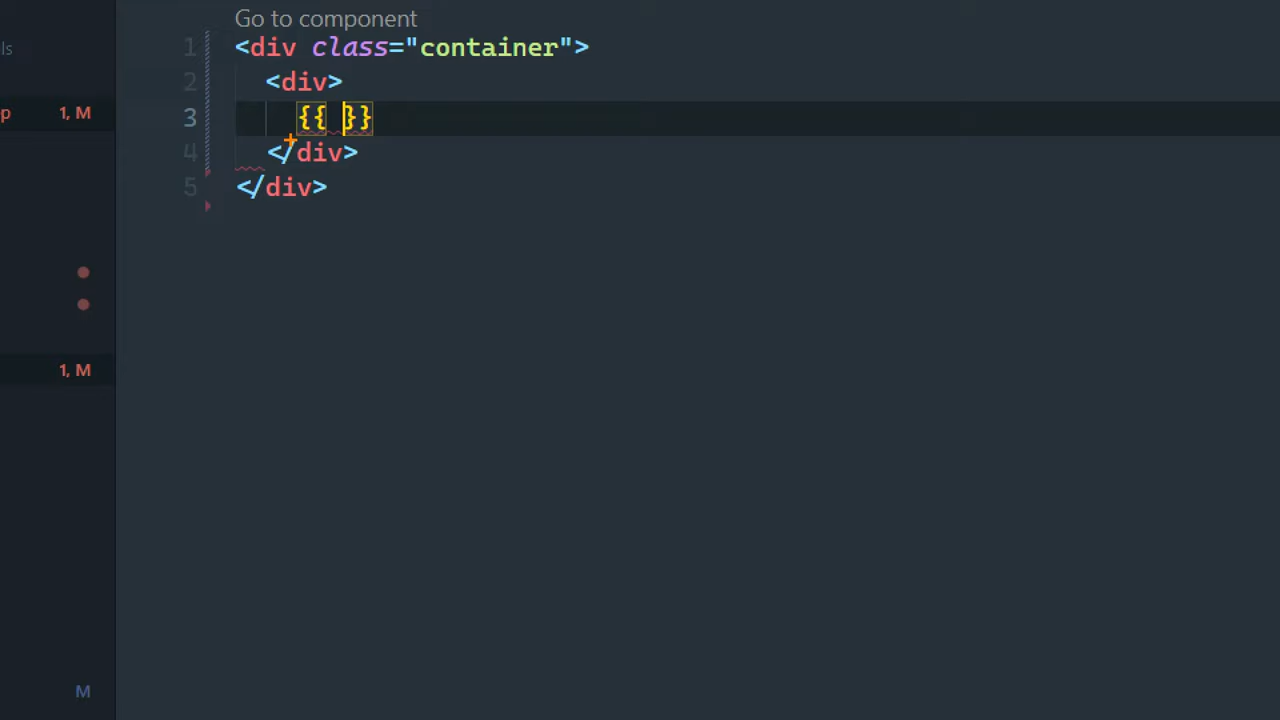 Go to component
ls
1 <div class="container">
2 <div>
p 1, M
3 {{ }}
4 </div>
5 </div>
1, M
M